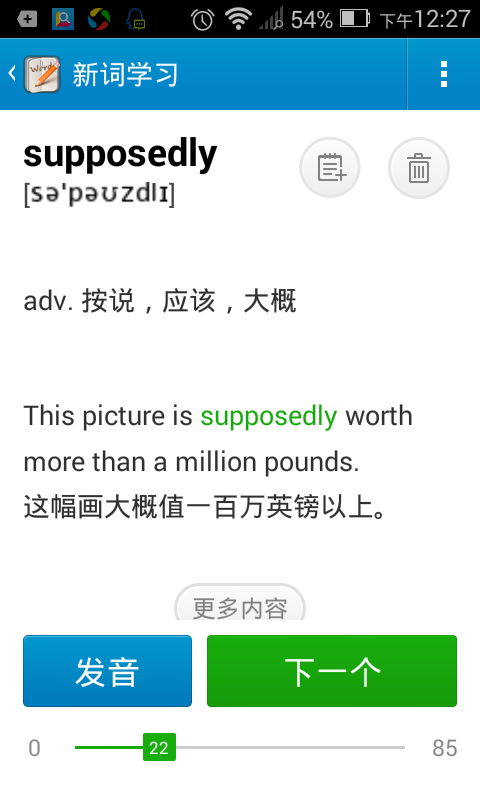 54% 下午12:27
Words
新词学习
supposedly
[sə'pəʊzdlɪ]
adv. 按说，应该，大概
This picture is supposedly worth
more than a million pounds.
这幅画大概值一百万英镑以上。
更多内容
发音 下一个
0 22 85